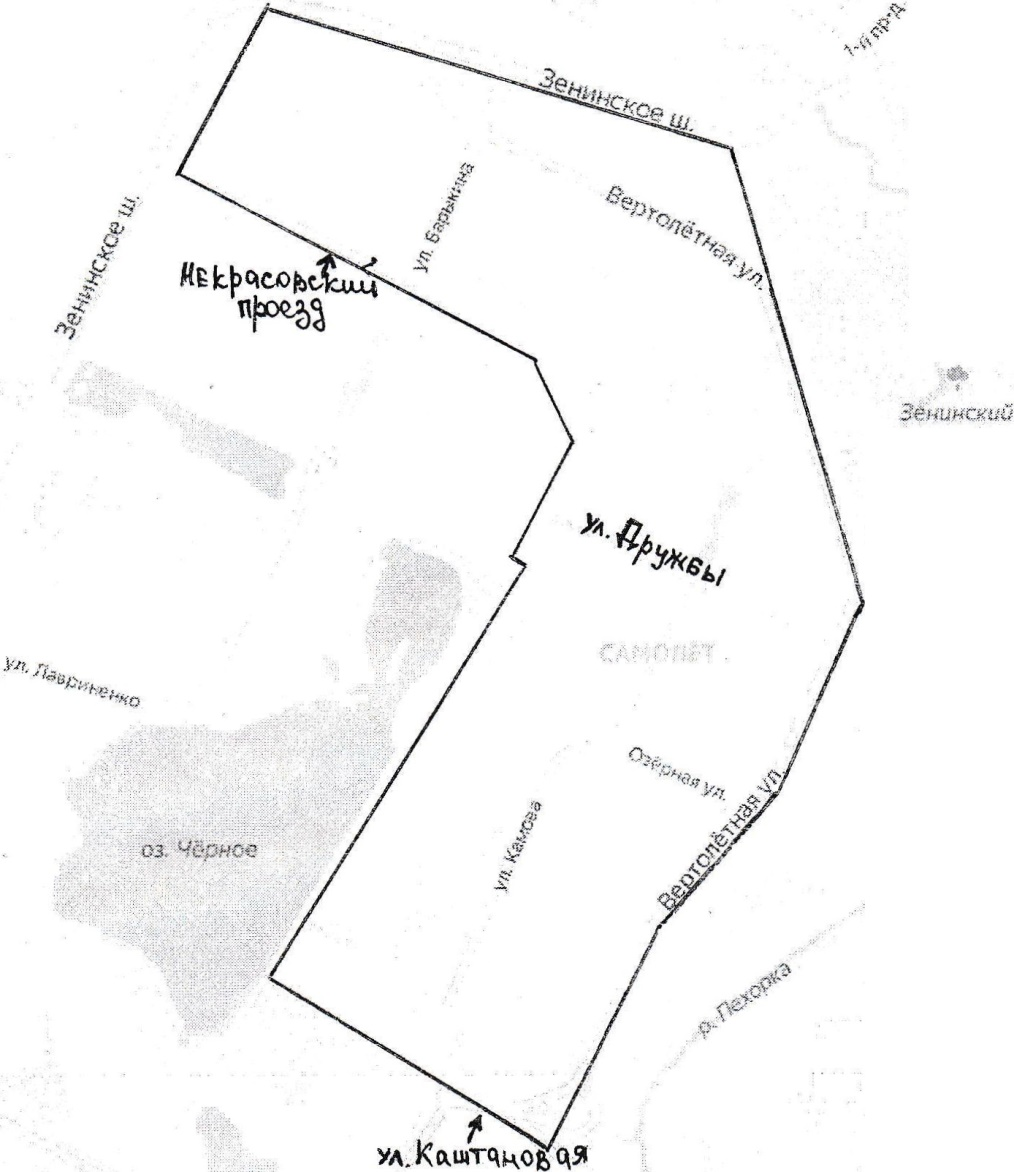 1-й пр-д.
Зенинское ш.
Вертолётная ул.
ул. Барыкина
Зенинское ш.
Некрасовский
проезд
Зенинский
ул. Дружбы
САМОЛЁТ
ул. Лавриненко
Озёрная ул.
Вертолётная ул.
ул. Камова
оз. Чёрное
р. Пехорка
ул. Каштановая